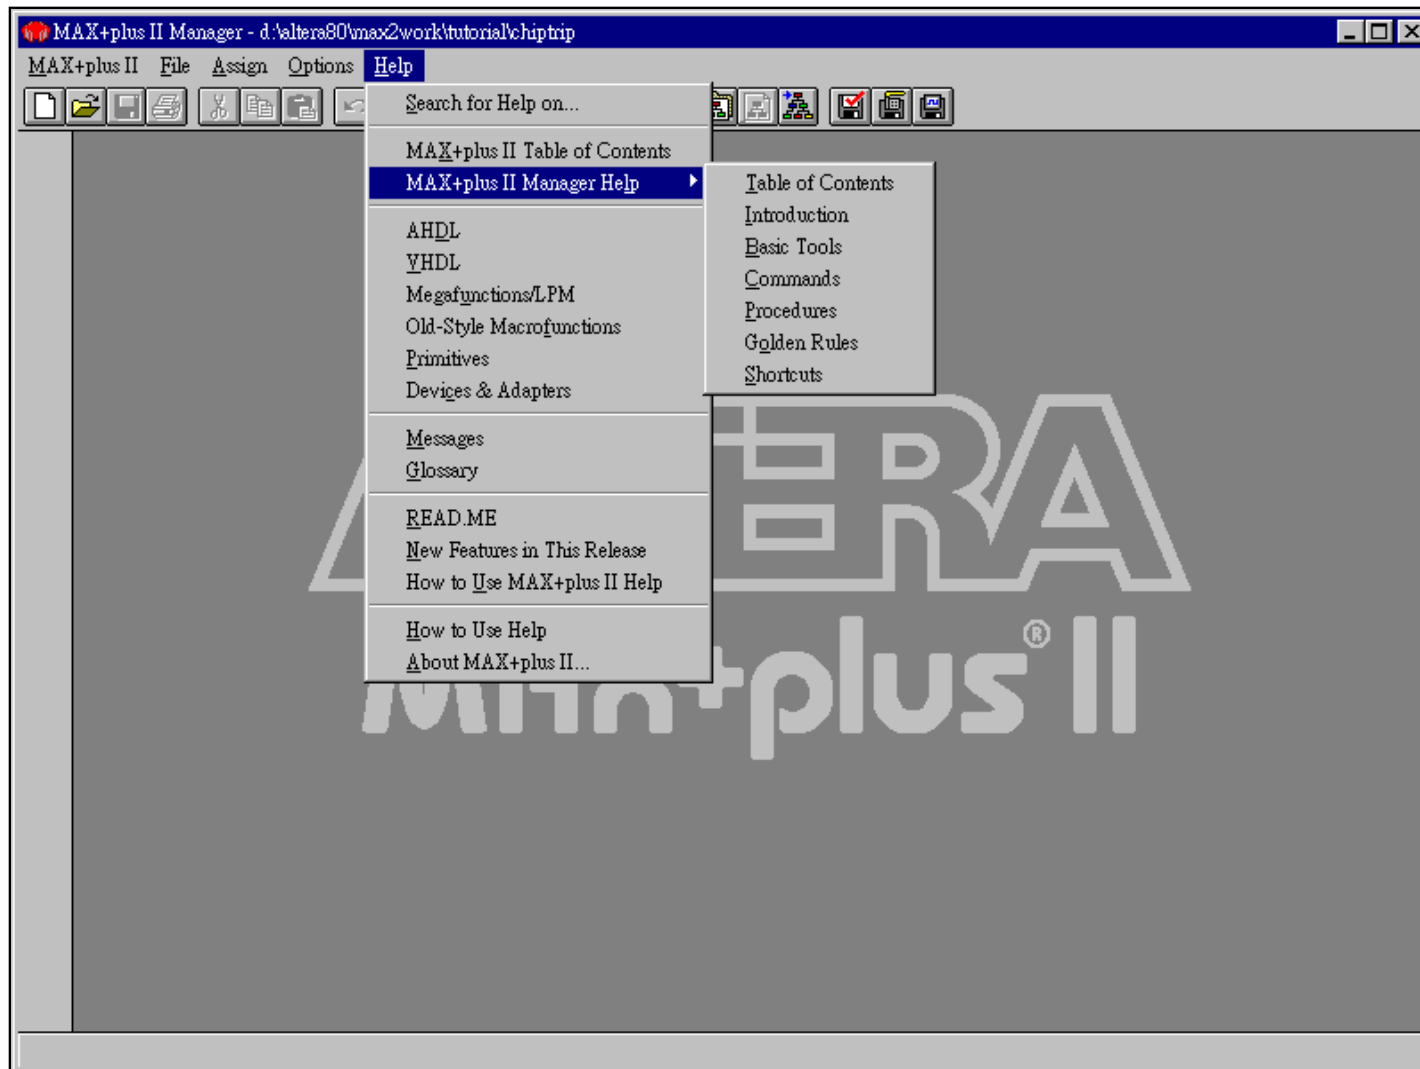 MAX+plus II Manager - d:\altera80\max2work\tutorial\chiptrip
MAX+plus II File Assign Options Help
Search for Help on...
MAX+plus II Table of Contents
MAX+plus II Manager Help
Table of Contents
Introduction
Basic Tools
Commands
Procedures
Golden Rules
Shortcuts
AHDL
VHDL
Megafunctions/LPM
Old-Style Macrofunctions
Primitives
Devices & Adapters
Messages
Glossary
READ.ME
New Features in This Release
How to Use MAX+plus II Help
How to Use Help
About MAX+plus II...
ALTERA
MAX+plus® II